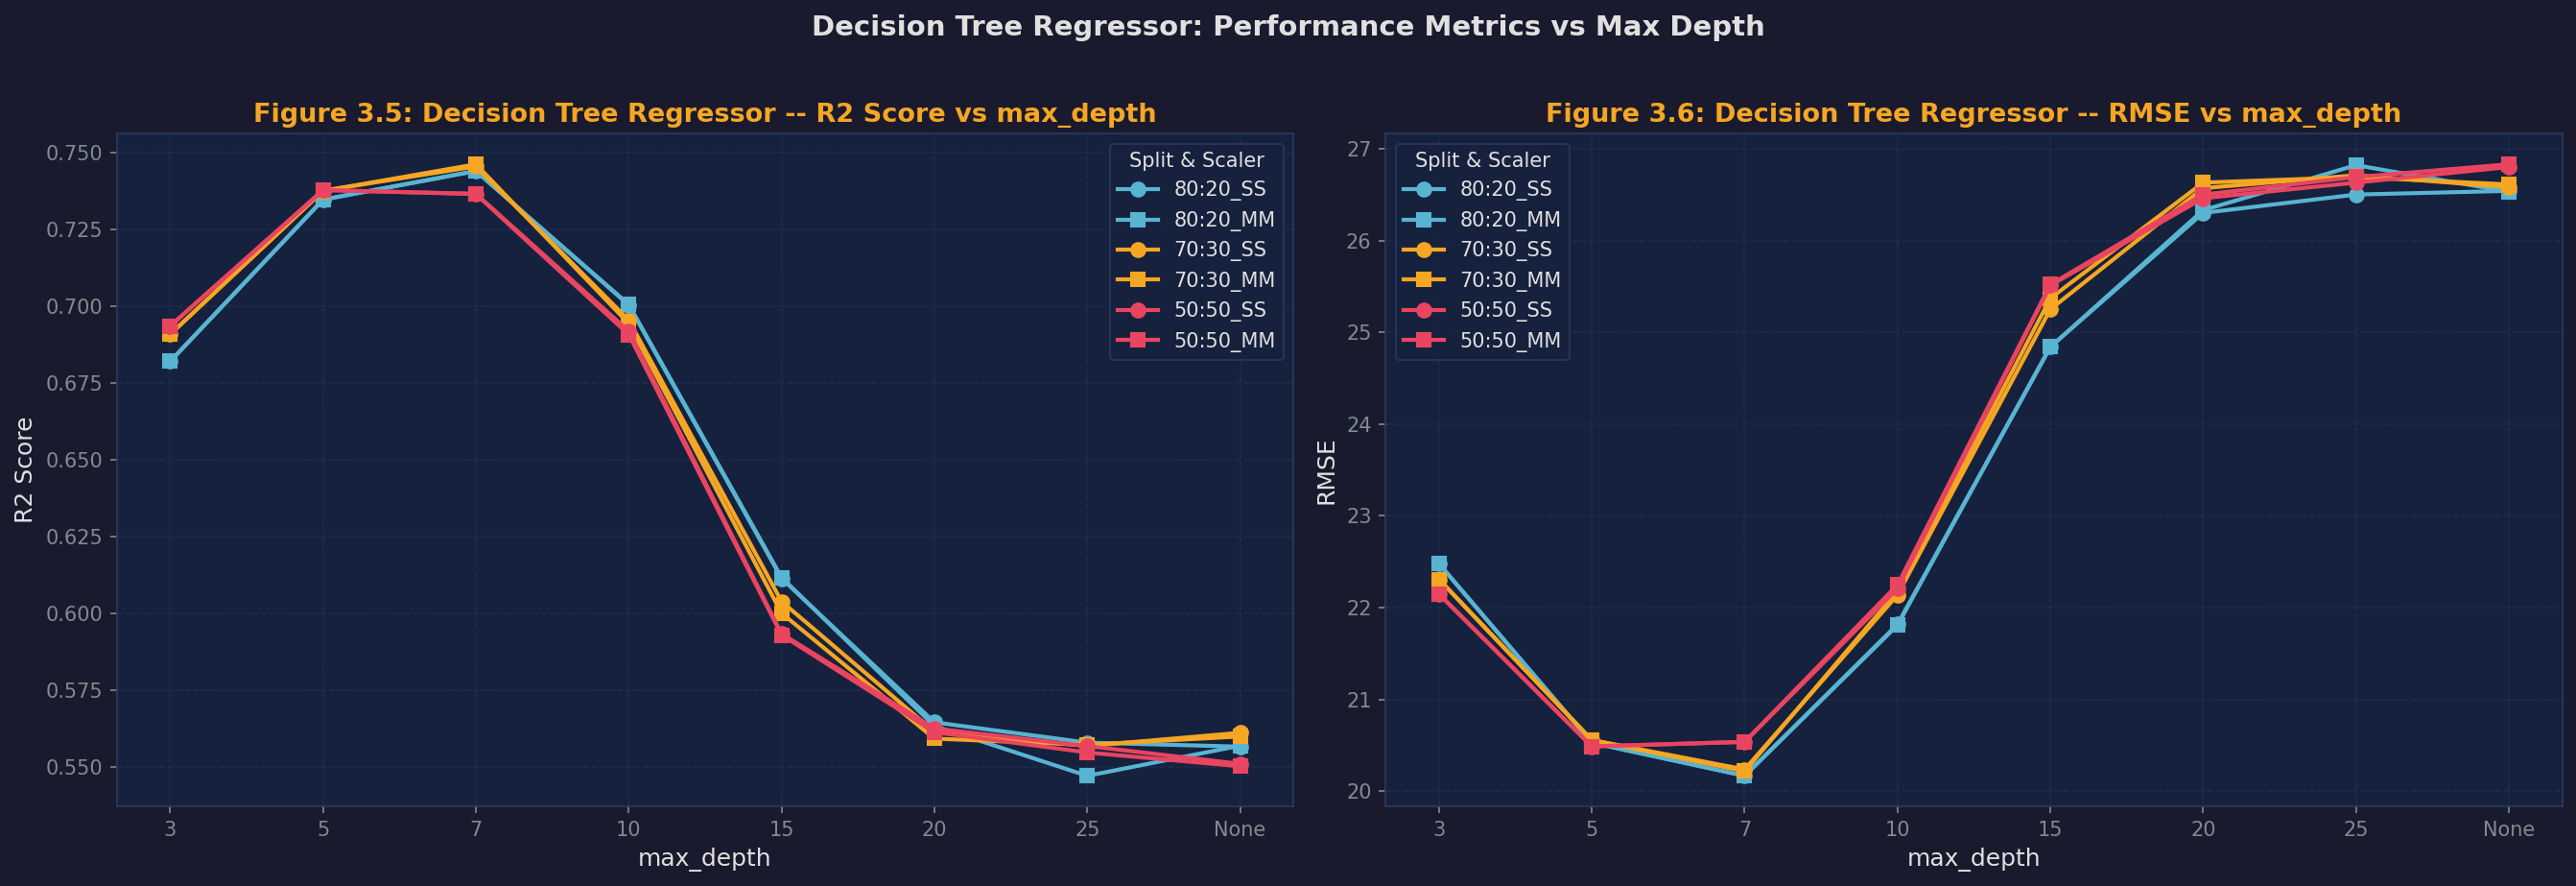 Decision Tree Regressor: Performance Metrics vs Max Depth
Figure 3.5: Decision Tree Regressor -- R2 Score vs max_depth
R2 Score
0.750
0.725
0.700
0.675
0.650
0.625
0.600
0.575
0.550
Split & Scaler
80:20_SS
80:20_MM
70:30_SS
70:30_MM
50:50_SS
50:50_MM
3 5 7 10 15 20 25 None
max_depth
Figure 3.6: Decision Tree Regressor -- RMSE vs max_depth
RMSE
27
26
25
24
23
22
21
20
Split & Scaler
80:20_SS
80:20_MM
70:30_SS
70:30_MM
50:50_SS
50:50_MM
3 5 7 10 15 20 25 None
max_depth